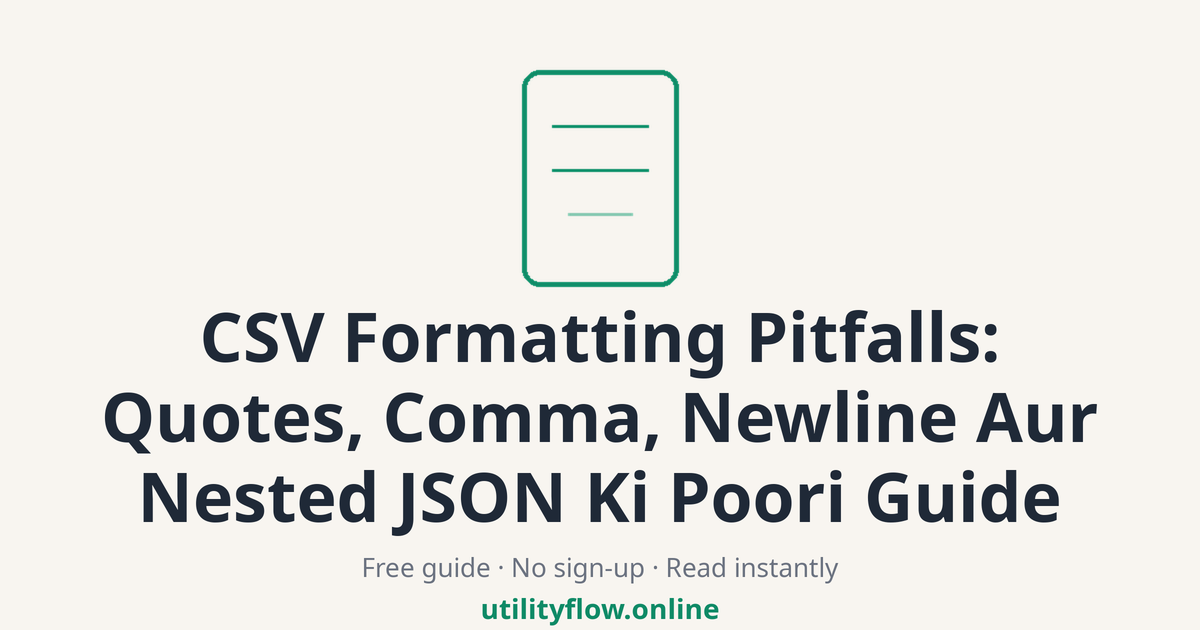 CSV Formatting Pitfalls:
Quotes, Comma, Newline Aur
Nested JSON Ki Poori Guide
Free guide · No sign-up · Read instantly
utilityflow.online